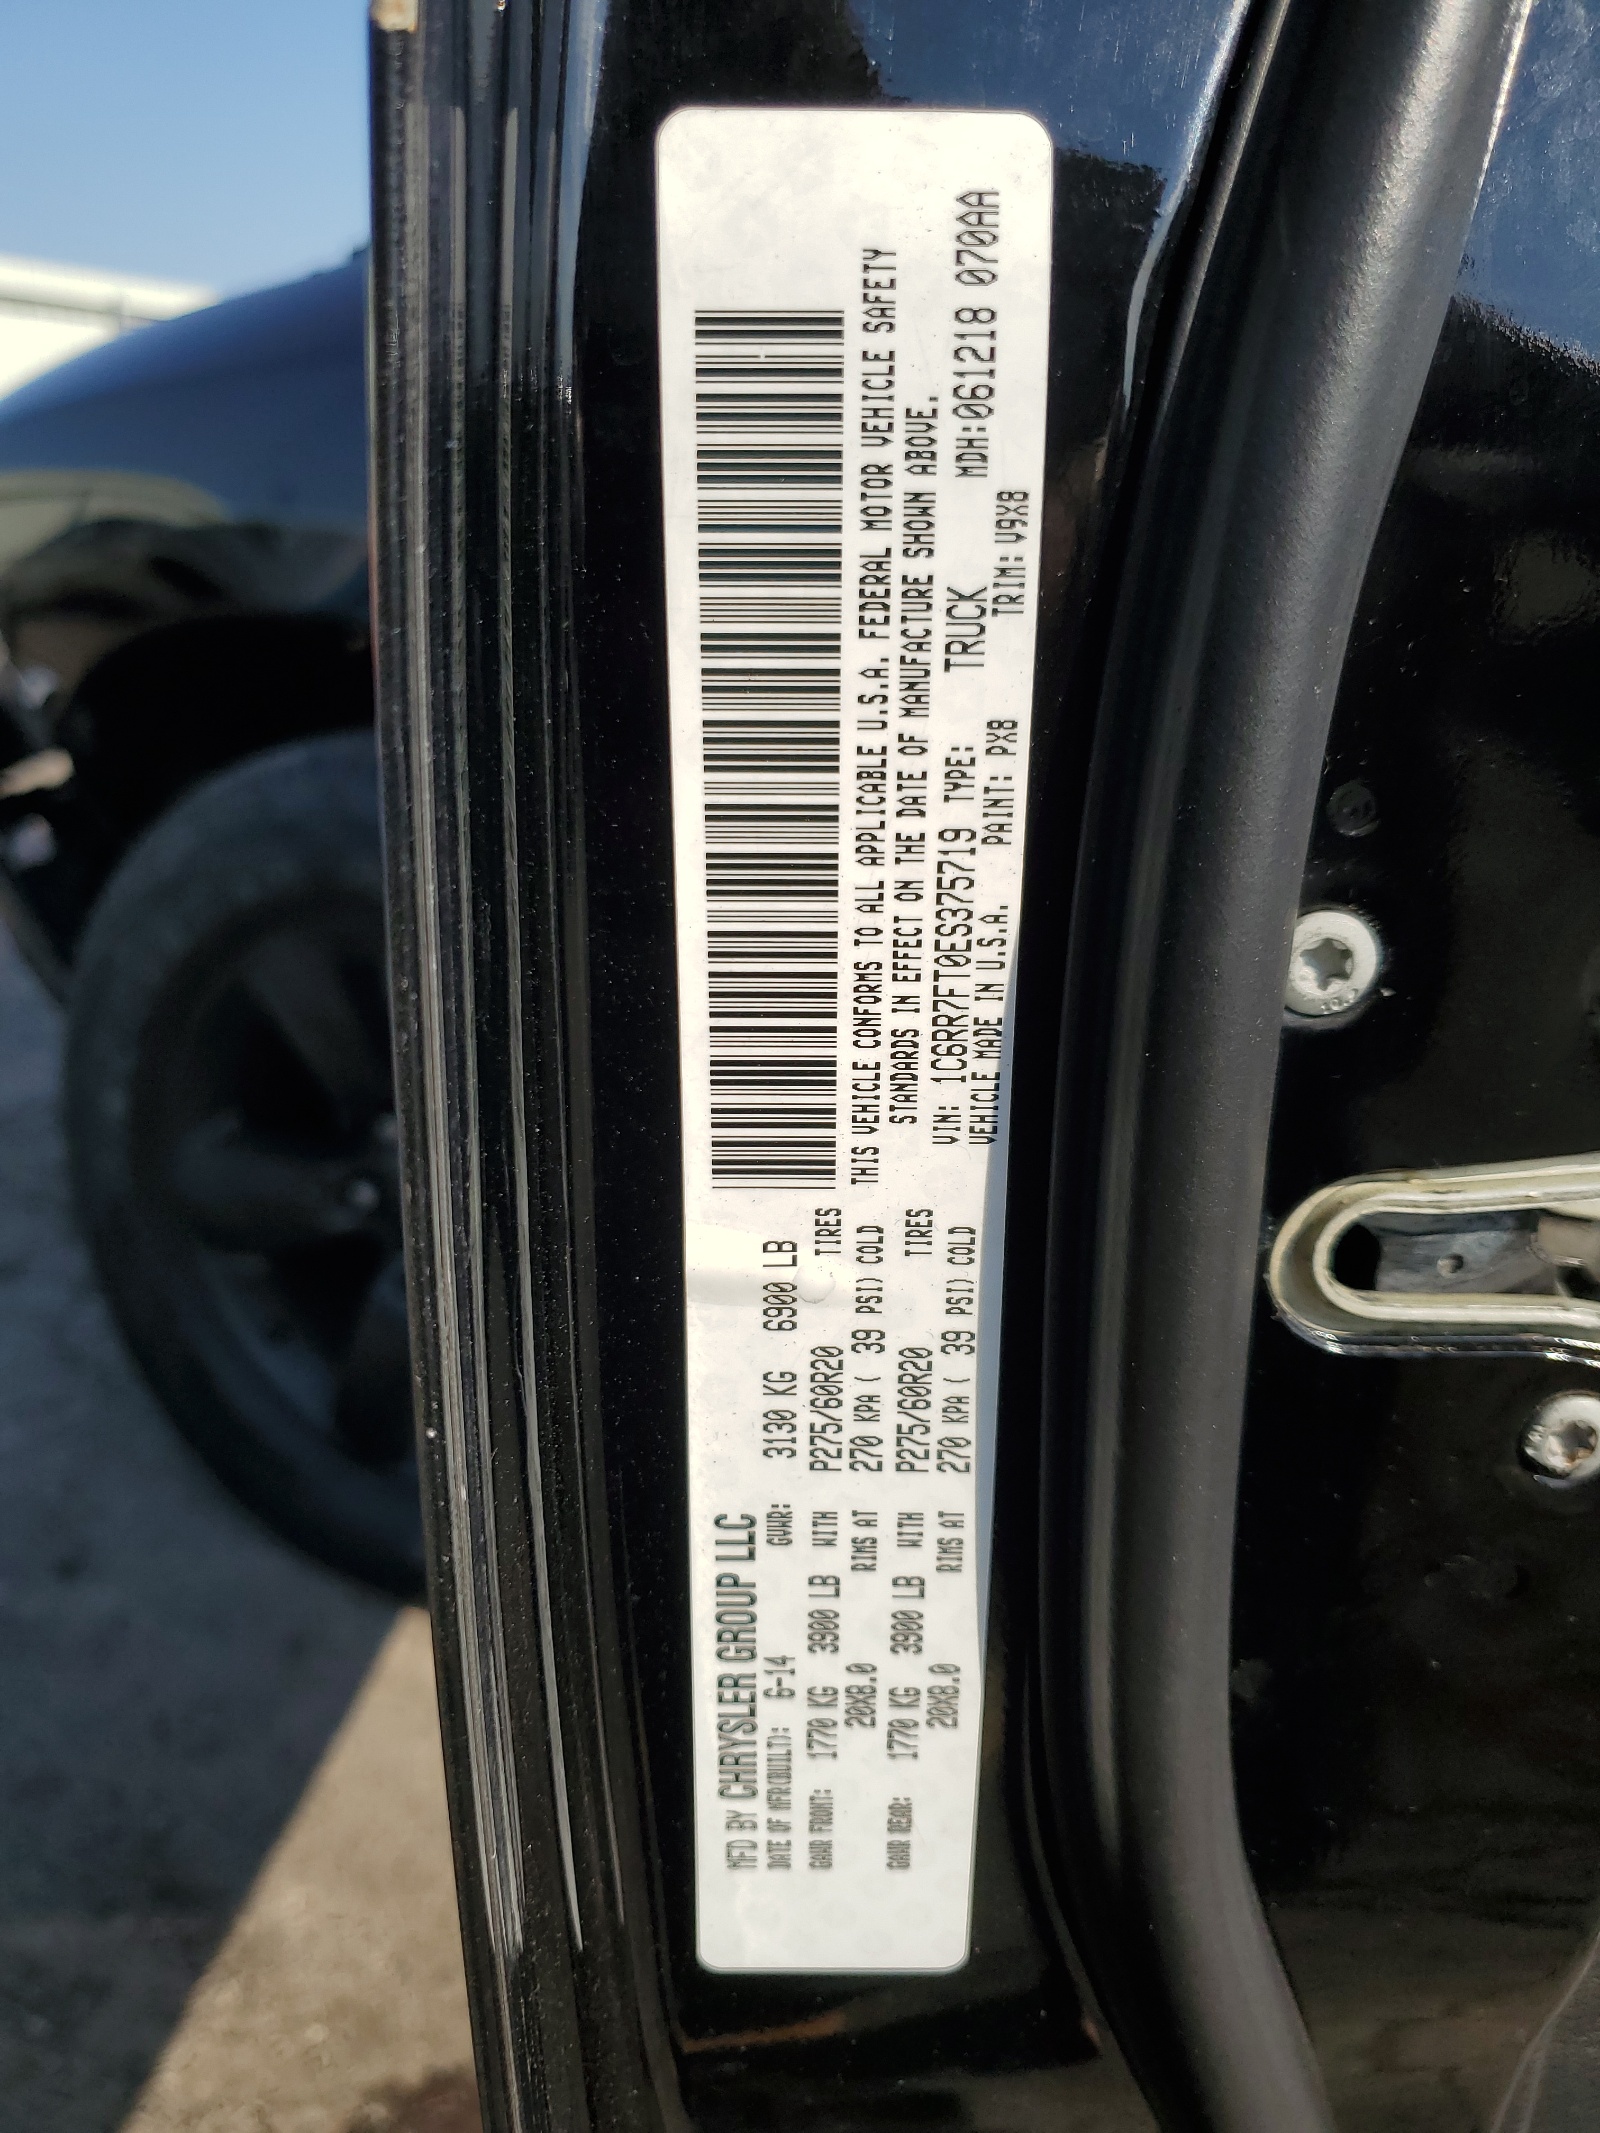 MFD BY CHRYSLER GROUP LLC
DATE OF MFR(BUILT): 6-14 GVWR: 3130 KG 6900 LB
GAWR FRONT: 1770 KG 3900 LB WITH P275/60R20 TIRES
20X8.0 RIMS AT 270 KPA ( 39 PSI) COLD
GAWR REAR: 1770 KG 3900 LB WITH P275/60R20 TIRES
20X8.0 RIMS AT 270 KPA ( 39 PSI) COLD
THIS VEHICLE CONFORMS TO ALL APPLICABLE U.S.A. FEDERAL MOTOR VEHICLE SAFETY
STANDARDS IN EFFECT ON THE DATE OF MANUFACTURE SHOWN ABOVE.
VIN: 1C6RR7FT0ES375719 TYPE: TRUCK MDH:061218 070AA
VEHICLE MADE IN U.S.A. PAINT: PX8 TRIM: V9X8